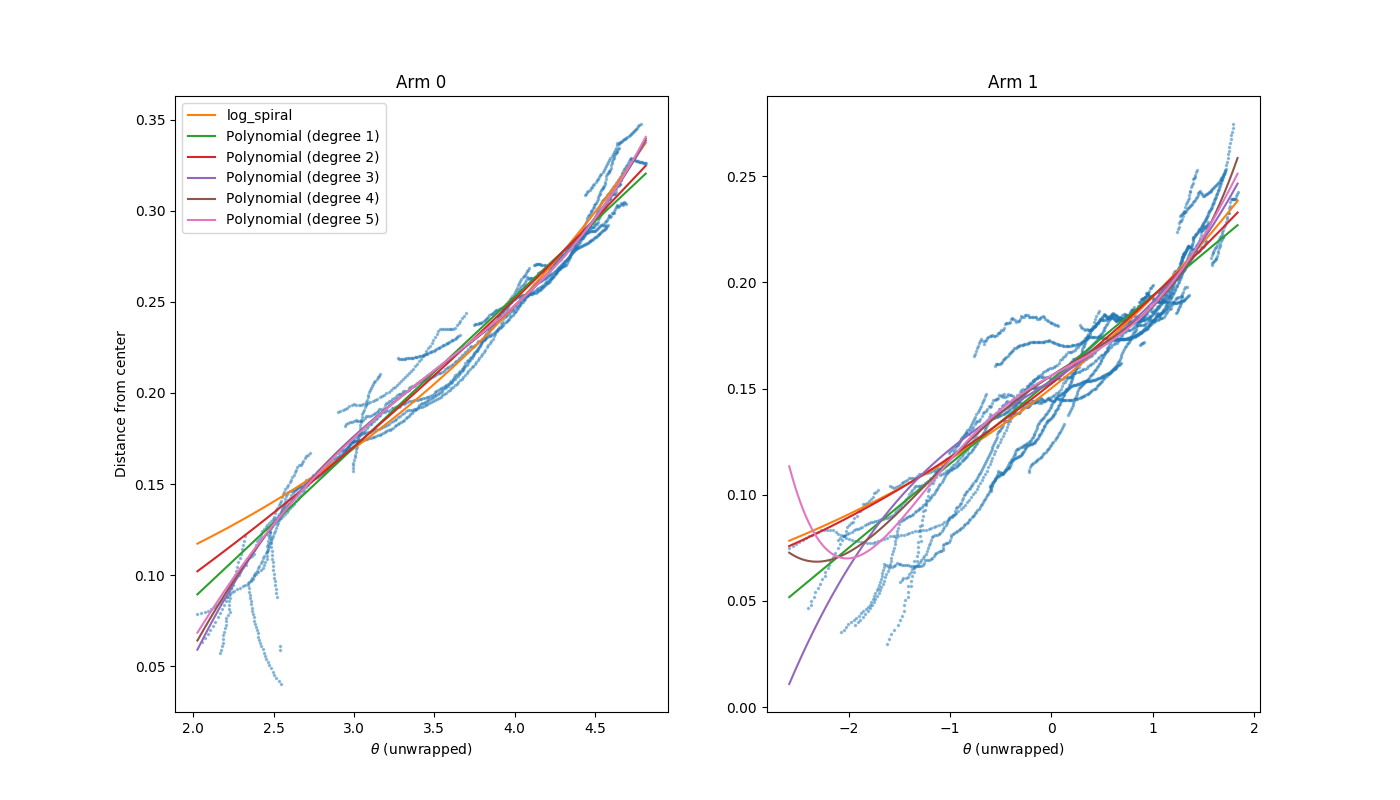 Arm 0
Arm 1
log_spiral
Polynomial (degree 1)
Polynomial (degree 2)
Polynomial (degree 3)
Polynomial (degree 4)
Polynomial (degree 5)
Distance from center
0.35
0.30
0.25
0.20
0.15
0.10
0.05
2.0 2.5 3.0 3.5 4.0 4.5
θ (unwrapped)
0.25
0.20
0.15
0.10
0.05
0.00
−2 −1 0 1 2
θ (unwrapped)